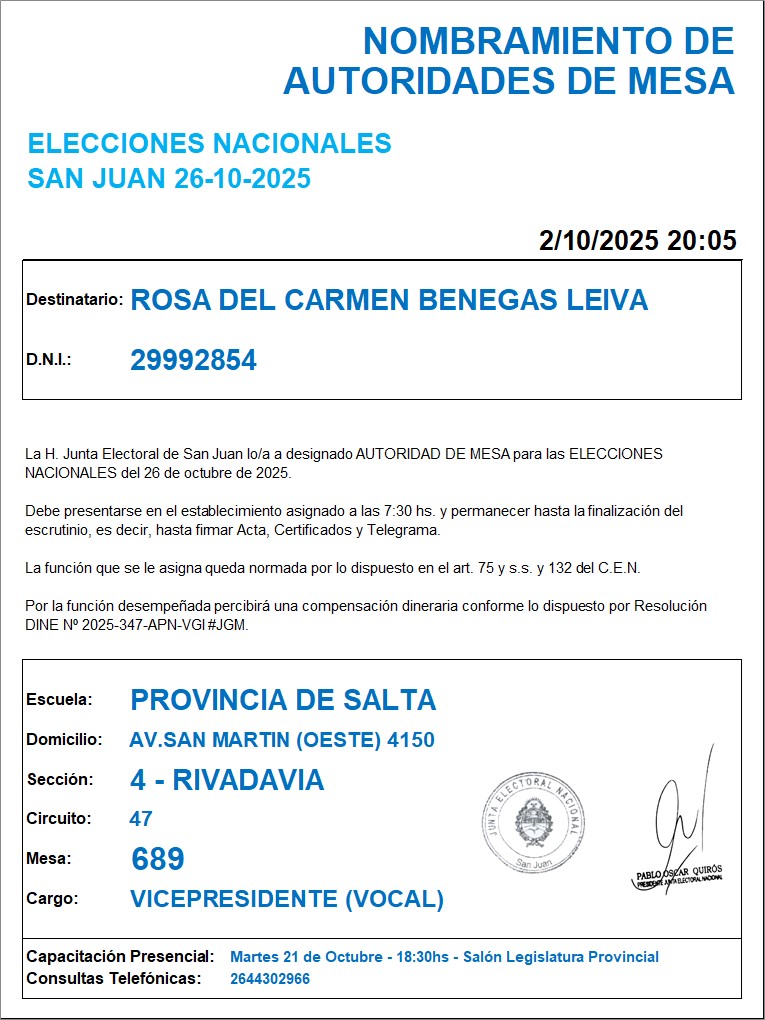 NOMBRAMIENTO DE
AUTORIDADES DE MESA
ELECCIONES NACIONALES
SAN JUAN 26-10-2025
2/10/2025 20:05
Destinatario: ROSA DEL CARMEN BENEGAS LEIVA
D.N.I.: 29992854
La H. Junta Electoral de San Juan lo/a a designado AUTORIDAD DE MESA para las ELECCIONES
NACIONALES del 26 de octubre de 2025.
Debe presentarse en el establecimiento asignado a las 7:30 hs. y permanecer hasta la finalización del
escrutinio, es decir, hasta firmar Acta, Certificados y Telegrama.
La función que se le asigna queda normada por lo dispuesto en el art. 75 y s.s. y 132 del C.E.N.
Por la función desempeñada percibirá una compensación dineraria conforme lo dispuesto por Resolución
DINE Nº 2025-347-APN-VGI#JGM.
Escuela: PROVINCIA DE SALTA
Domicilio: AV.SAN MARTIN (OESTE) 4150
Sección: 4 - RIVADAVIA
Circuito: 47
Mesa: 689
Cargo: VICEPRESIDENTE (VOCAL)
JUNTA ELECTORAL NACIONAL
San Juan
PABLO OSCAR QUIRÓS
PRESIDENTE JUNTA ELECTORAL NACIONAL
Capacitación Presencial: Martes 21 de Octubre - 18:30hs - Salón Legislatura Provincial
Consultas Telefónicas: 2644302966